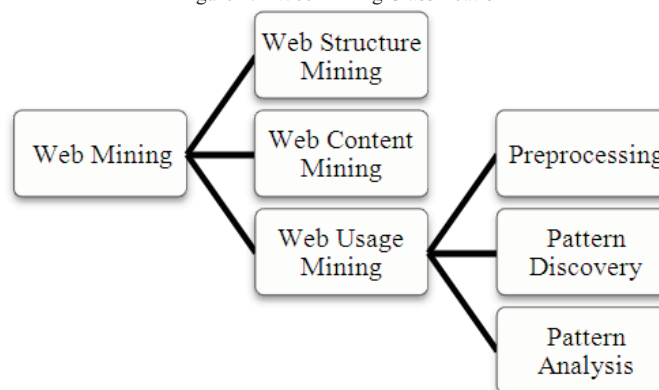 Web Structure
Mining
Web Mining
Web Content
Mining
Web Usage
Mining
Preprocessing
Pattern
Discovery
Pattern
Analysis